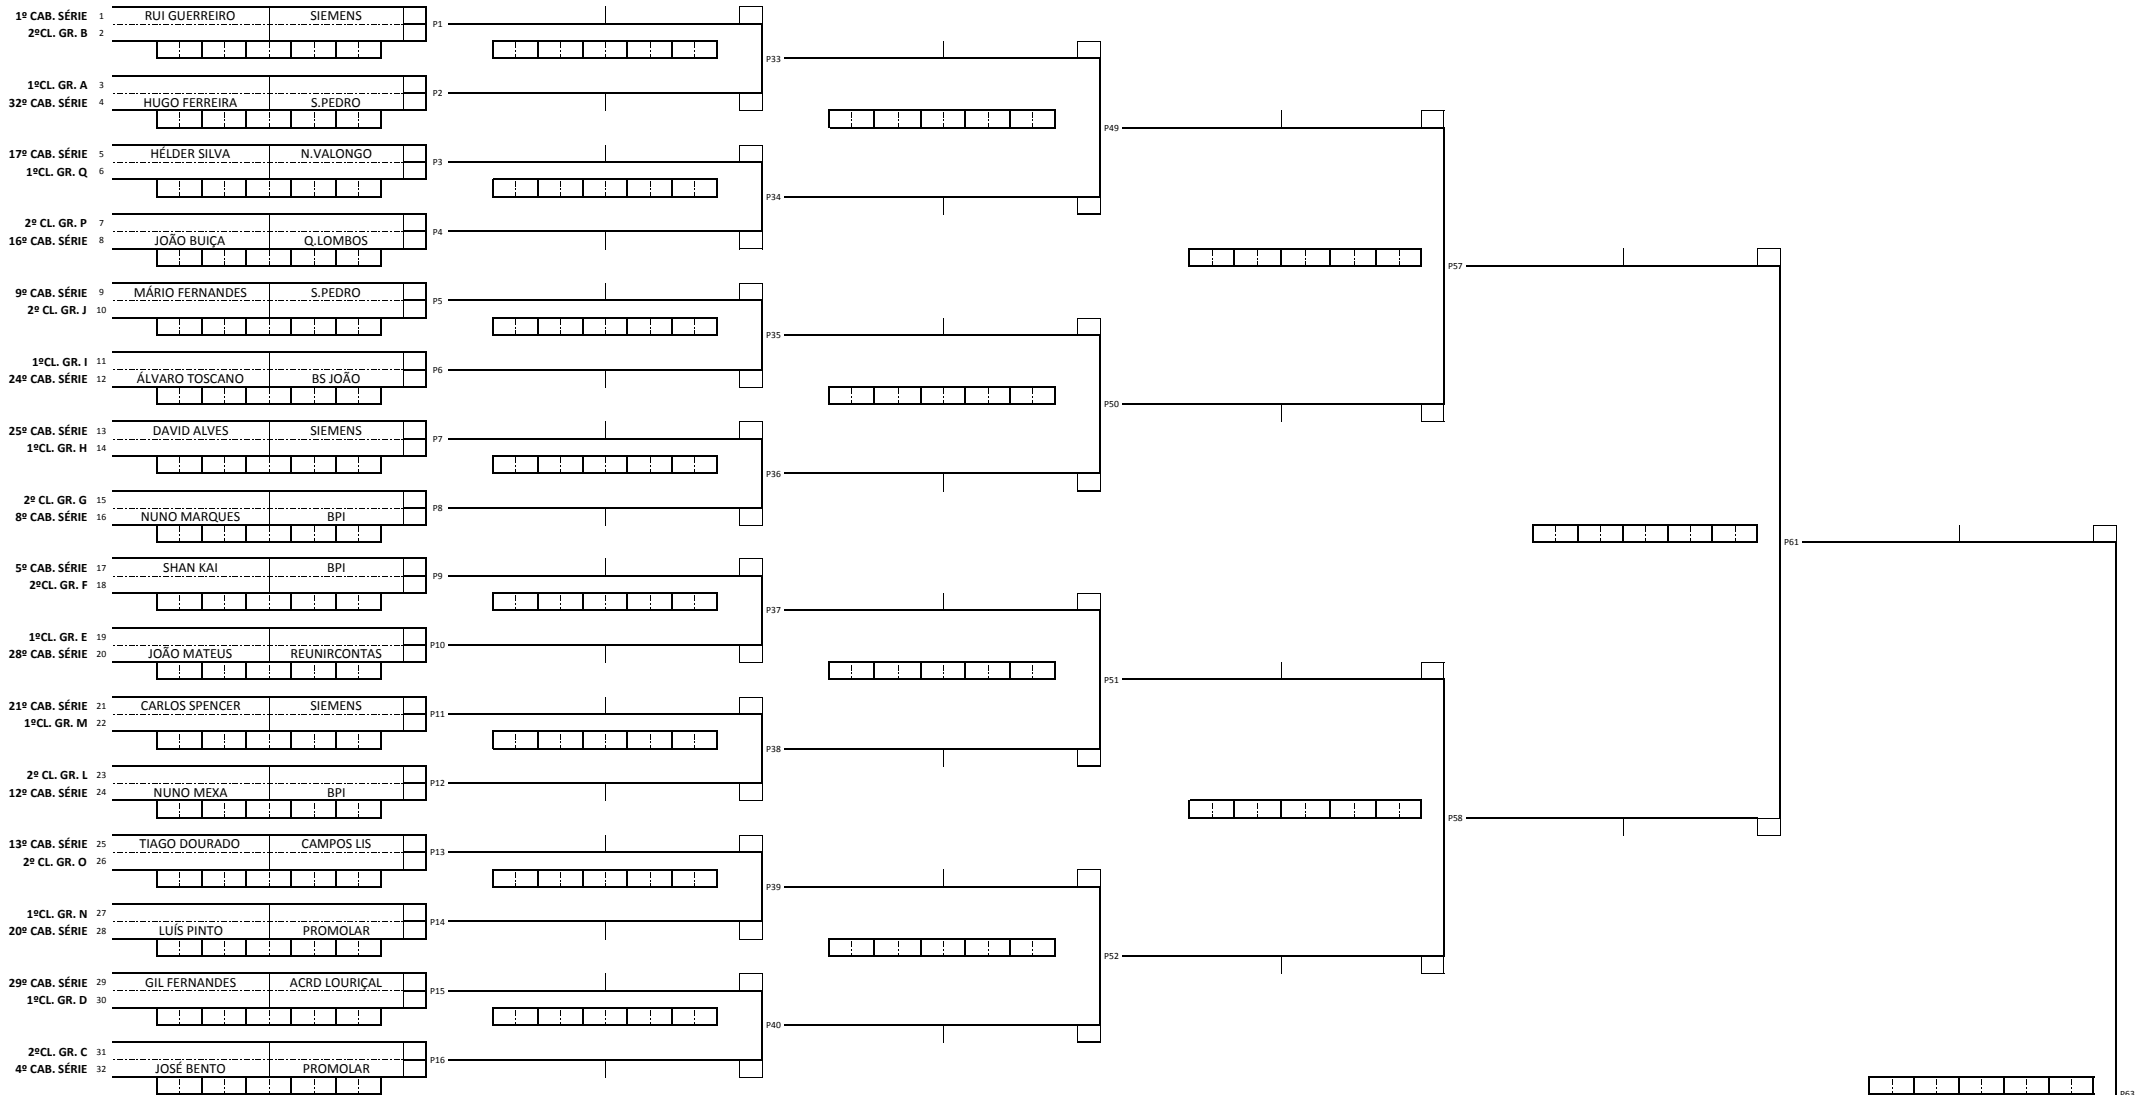 1º CAB. SÉRIE 1 RUI GUERREIRO SIEMENS
P1
2ºCL. GR. B 2
P33
1ºCL. GR. A 3
P2
32º CAB. SÉRIE 4 HUGO FERREIRA S.PEDRO
P49
17º CAB. SÉRIE 5 HÉLDER SILVA N.VALONGO
P3
1ºCL. GR. Q 6
P34
2º CL. GR. P 7
P4
16º CAB. SÉRIE 8 JOÃO BUIÇA Q.LOMBOS
P57
9º CAB. SÉRIE 9 MÁRIO FERNANDES S.PEDRO
P5
2º CL. GR. J 10
P35
1ºCL. GR. I 11
P6
24º CAB. SÉRIE 12 ÁLVARO TOSCANO BS JOÃO
P50
25º CAB. SÉRIE 13 DAVID ALVES SIEMENS
P7
1ºCL. GR. H 14
P36
2º CL. GR. G 15
P8
8º CAB. SÉRIE 16 NUNO MARQUES BPI
P61
5º CAB. SÉRIE 17 SHAN KAI BPI
P9
2ºCL. GR. F 18
P37
1ºCL. GR. E 19
P10
28º CAB. SÉRIE 20 JOÃO MATEUS REUNIRCONTAS
P51
21º CAB. SÉRIE 21 CARLOS SPENCER SIEMENS
P11
1ºCL. GR. M 22
P38
2º CL. GR. L 23
P12
12º CAB. SÉRIE 24 NUNO MEXA BPI
P58
13º CAB. SÉRIE 25 TIAGO DOURADO CAMPOS LIS
P13
2º CL. GR. O 26
P39
1ºCL. GR. N 27
P14
20º CAB. SÉRIE 28 LUÍS PINTO PROMOLAR
P52
29º CAB. SÉRIE 29 GIL FERNANDES ACRD LOURIÇAL
P15
1ºCL. GR. D 30
P40
2ºCL. GR. C 31
P16
4º CAB. SÉRIE 32 JOSÉ BENTO PROMOLAR
P63